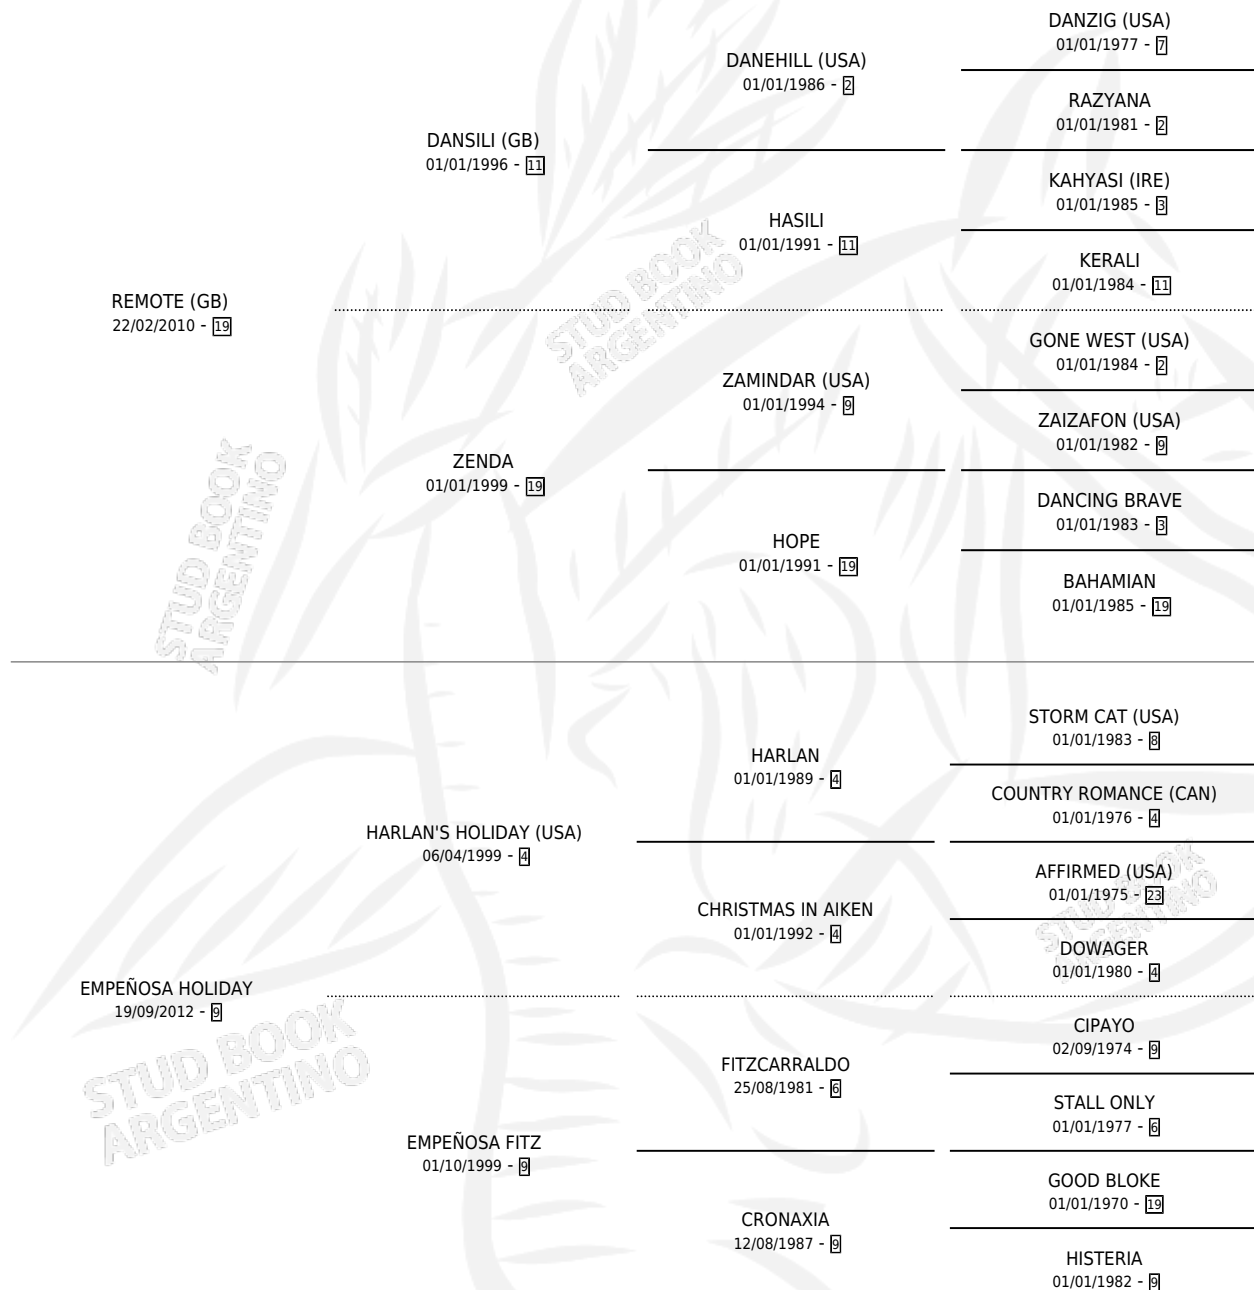 DANZIG (USA)
01/01/1977 - 7
DANEHILL (USA)
01/01/1986 - 2
RAZYANA
01/01/1981 - 2
DANSILI (GB)
01/01/1996 - 11
KAHYASI (IRE)
01/01/1985 - 3
HASILI
01/01/1991 - 11
KERALI
01/01/1984 - 11
REMOTE (GB)
22/02/2010 - 19
GONE WEST (USA)
01/01/1984 - 2
ZAMINDAR (USA)
01/01/1994 - 9
ZAIZAFON (USA)
01/01/1982 - 9
ZENDA
01/01/1999 - 19
DANCING BRAVE
01/01/1983 - 3
HOPE
01/01/1991 - 19
BAHAMIAN
01/01/1985 - 19
STORM CAT (USA)
01/01/1983 - 8
HARLAN
01/01/1989 - 4
COUNTRY ROMANCE (CAN)
01/01/1976 - 4
HARLAN'S HOLIDAY (USA)
06/04/1999 - 4
AFFIRMED (USA)
01/01/1975 - 23
CHRISTMAS IN AIKEN
01/01/1992 - 4
DOWAGER
01/01/1980 - 4
EMPEÑOSA HOLIDAY
19/09/2012 - 9
CIPAYO
02/09/1974 - 9
FITZCARRALDO
25/08/1981 - 6
STALL ONLY
01/01/1977 - 6
EMPEÑOSA FITZ
01/10/1999 - 9
GOOD BLOKE
01/01/1970 - 19
CRONAXIA
12/08/1987 - 9
HISTERIA
01/01/1982 - 9
STUD BOOK
ARGENTINO
STUD BOOK
ARGENTINO
STUD BOOK
ARGENTINO
STUD BOOK
ARGENTINO